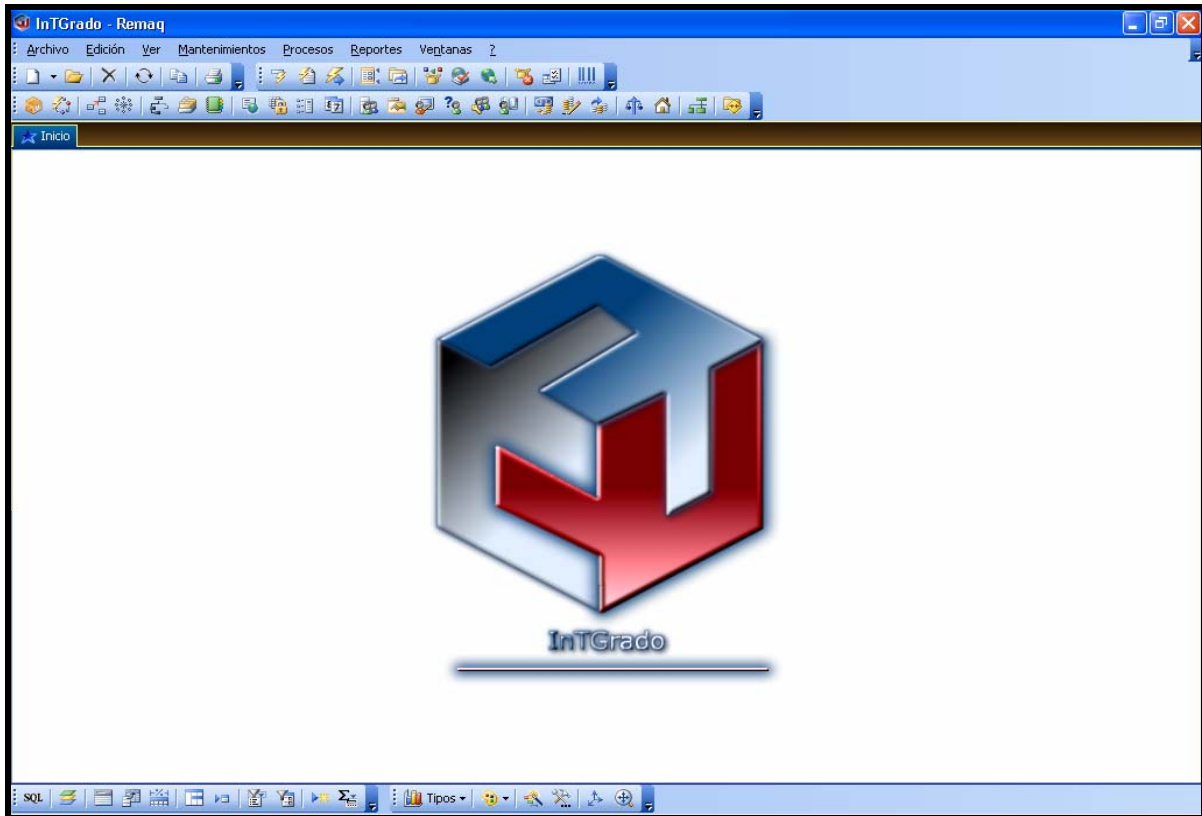 InTGrado - Remaq
Archivo Edición Ver Mantenimientos Procesos Reportes Ventanas ?
Inicio
InTGrado
SQL Tipos